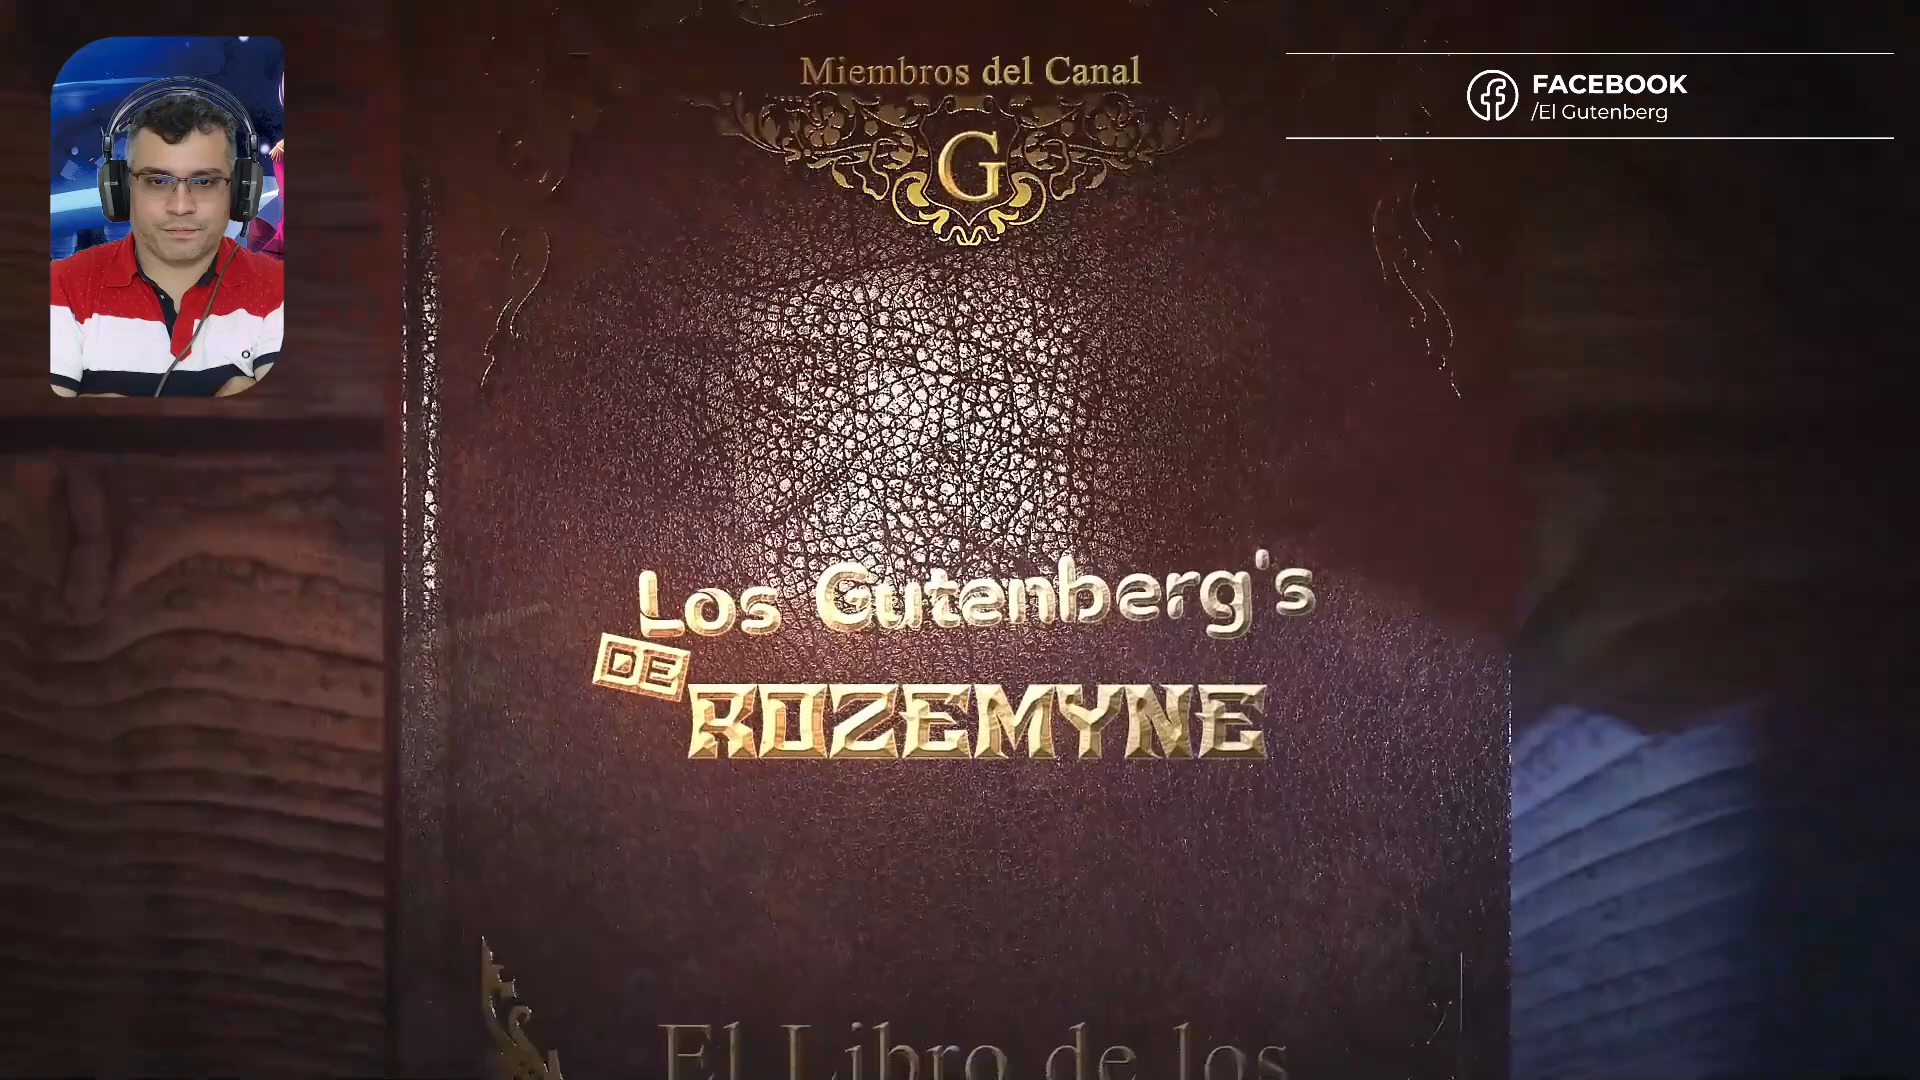 Miembros del Canal
G
FACEBOOK
/El Gutenberg
Los Gutenberg's
DE
ROZEMYNE
El Libro de los